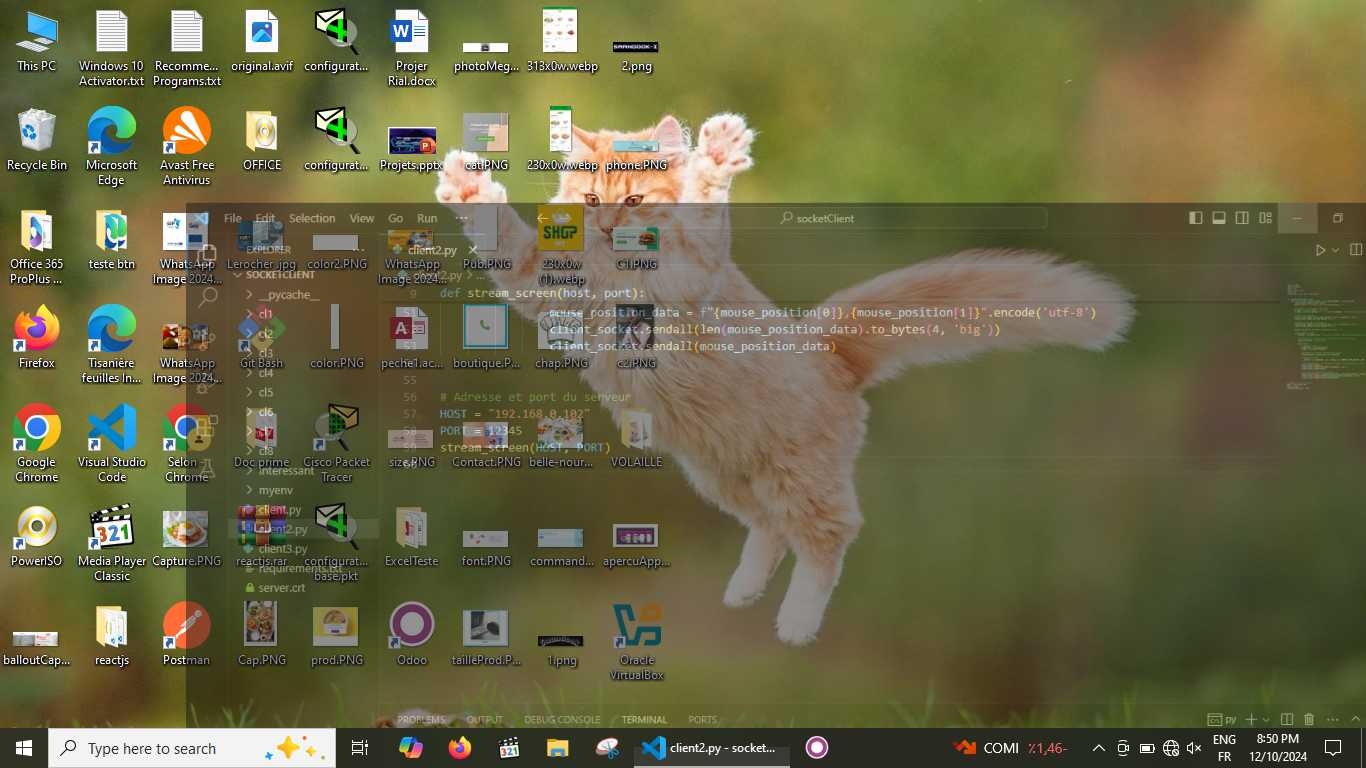 This PC
Windows 10
Activator.txt
Recomme...
Programs.txt
original.avif
configurat...
Projer
Rial.docx
photoMeg...
313x0w.webp
SAAHGOOK-I
2.png
Recycle Bin
Microsoft
Edge
Avast Free
Antivirus
OFFICE
configurat...
Projets.pptx
cat.PNG
230x0w.webp
phone.PNG
File Edit Selection View Go Run ...
socketClient
EXPLORER
client2.py
Office 365
ProPlus ...
teste btn
WhatsApp
Image 2024...
Lerocher.jpg
color2.PNG
WhatsApp
Image 2024...
Pub.PNG
SHOP
230x0w
(1).webp
C1.PNG
SOCKETCLIENT
client2.py > ...
__pycache__
9 def stream_screen(host, port):
cl1
mouse_position_data = f"{mouse_position[0]},{mouse_position[1]}".encode('utf-8')
cl2
client_socket.sendall(len(mouse_position_data).to_bytes(4, 'big'))
cl3
client_socket.sendall(mouse_position_data)
Firefox
Tisanière
feuilles In...
WhatsApp
Image 2024...
Git Bash
color.PNG
peche1.ac...
boutique.P...
chap.PNG
c2.PNG
cl4
55
cl5
56 # Adresse et port du serveur
cl6
57 HOST = "192.168.0.102"
58 PORT = 12345
cl8
59 stream_screen(HOST, PORT)
Google
Chrome
Visual Studio
Code
Selon -
Chrome
Doc prime
Cisco Packet
Tracer
size.PNG
Contact.PNG
belle-nour...
VOLAILLE
interessant
myenv
client.py
client2.py
client3.py
requirements.txt
server.crt
PowerISO
321
Media Player
Classic
Capture.PNG
reactjs.rar
configurat...
base.pkt
ExcelTeste
font.PNG
command...
apercuApp...
balloutCap...
reactjs
Postman
Cap.PNG
prod.PNG
Odoo
tailleProd.P...
1.png
Oracle
VirtualBox
PROBLEMS OUTPUT DEBUG CONSOLE TERMINAL PORTS
py
Type here to search
client2.py - socket...
COMI ٪1,46-
ENG
FR
8:50 PM
12/10/2024